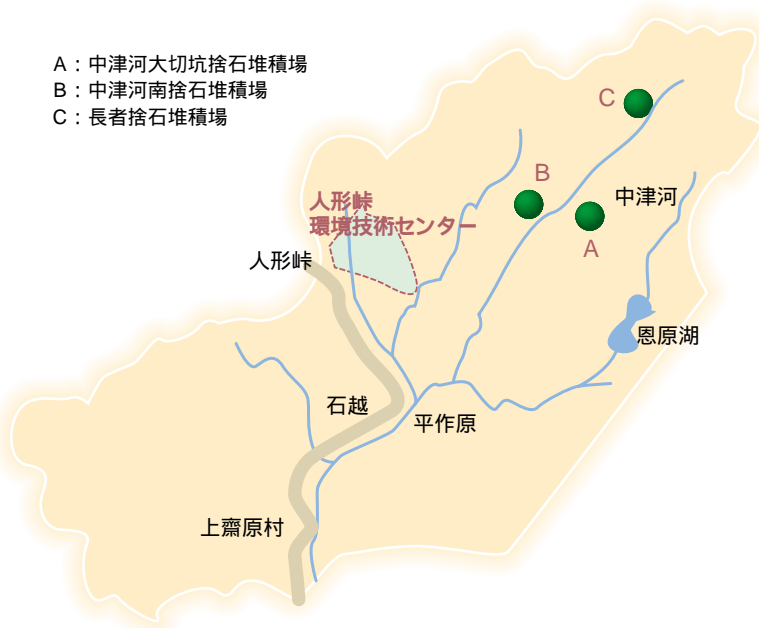 A：中津河大切坑捨石堆積場
B：中津河南捨石堆積場
C：長者捨石堆積場
C
B
人形峠
環境技術センター
中津河
A
人形峠
恩原湖
石越
平作原
上齋原村